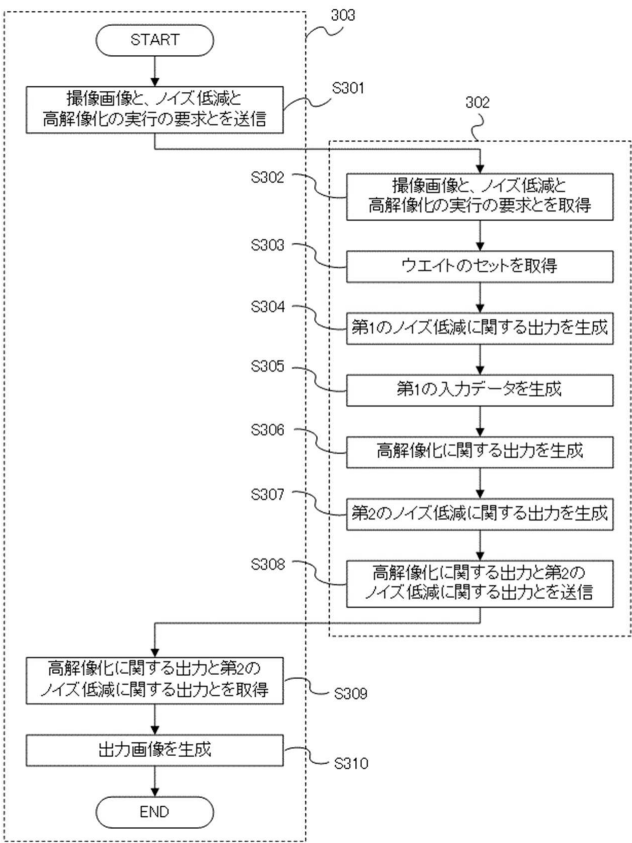 303
START
S301
撮像画像と、ノイズ低減と
高解像化の実行の要求とを送信
302
S302
撮像画像と、ノイズ低減と
高解像化の実行の要求とを取得
S303
ウエイトのセットを取得
S304
第1のノイズ低減に関する出力を生成
S305
第1の入力データを生成
S306
高解像化に関する出力を生成
S307
第2のノイズ低減に関する出力を生成
S308
高解像化に関する出力と第2の
ノイズ低減に関する出力とを送信
高解像化に関する出力と第2の
ノイズ低減に関する出力とを取得
S309
出力画像を生成
S310
END